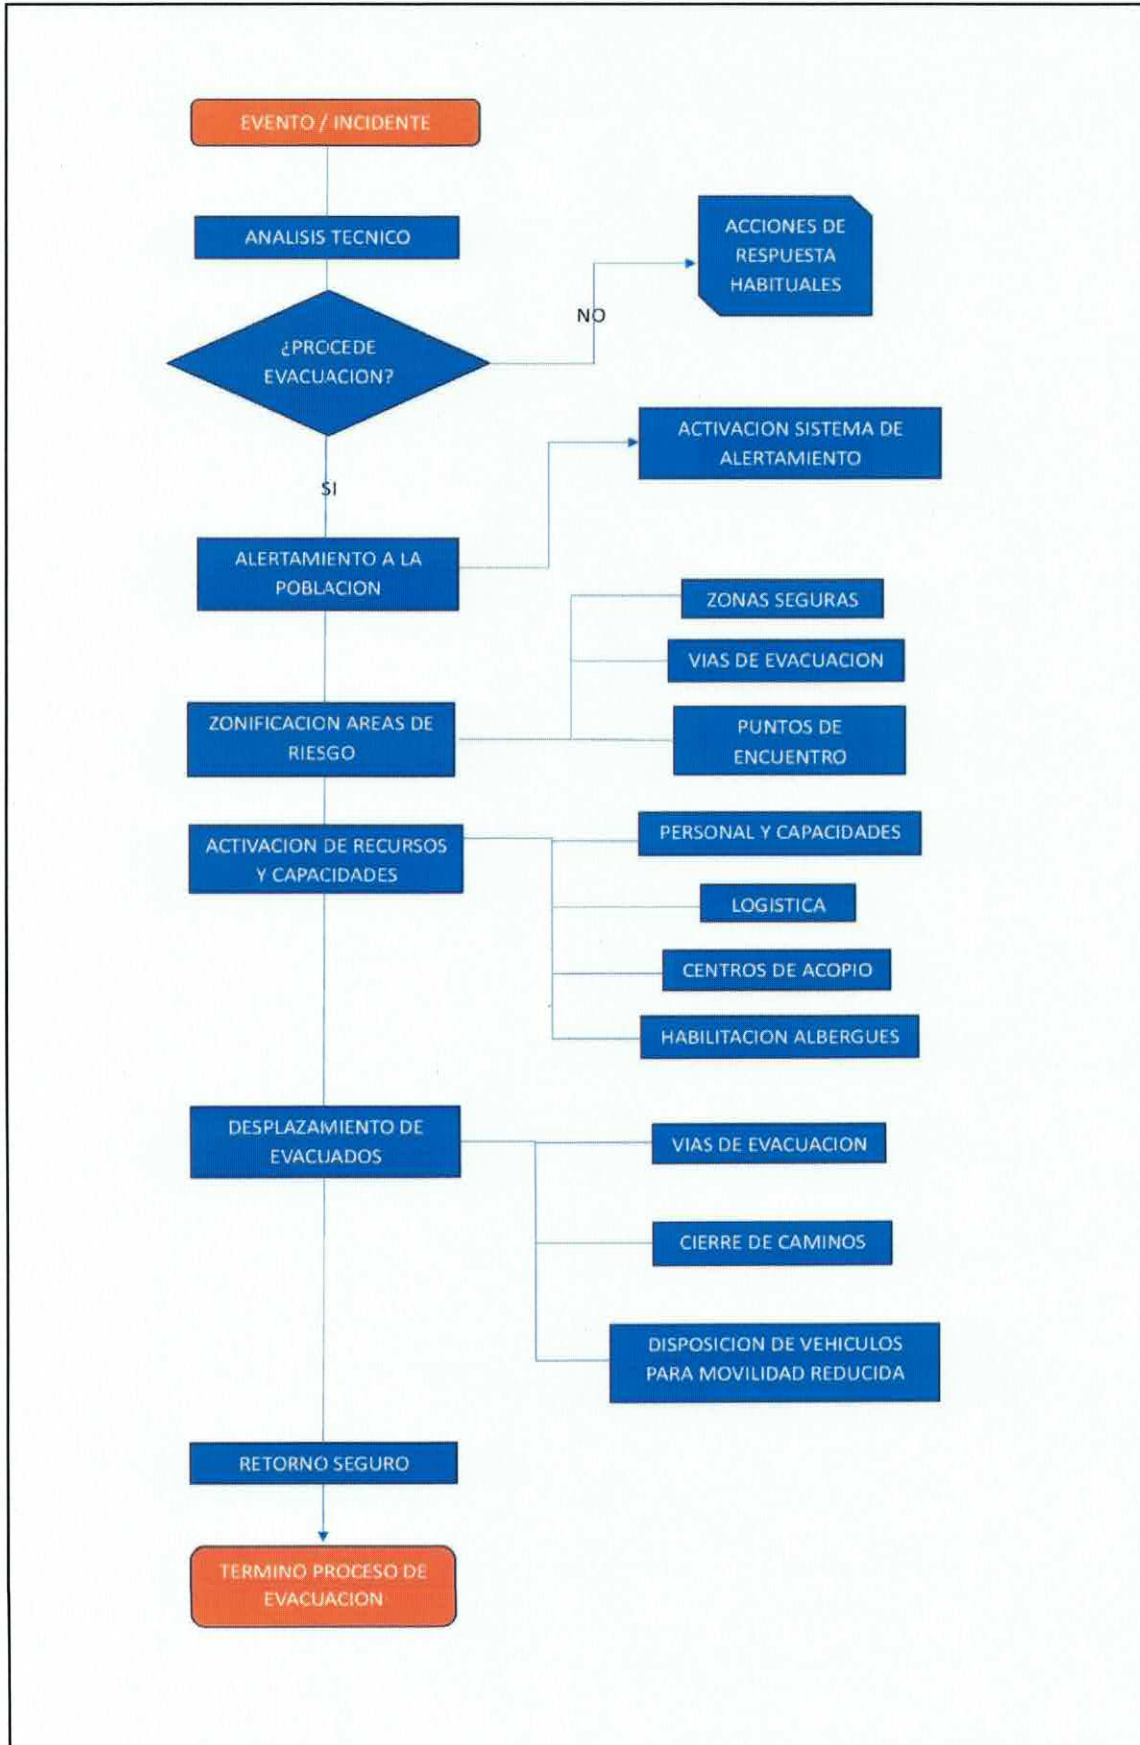 EVENTO / INCIDENTE
ANALISIS TECNICO
ACCIONES DE
RESPUESTA
HABITUALES
NO
¿PROCEDE
EVACUACION?
ACTIVACION SISTEMA DE
ALERTAMIENTO
SI
ALERTAMIENTO A LA
POBLACION
ZONAS SEGURAS
VIAS DE EVACUACION
ZONIFICACION AREAS DE
RIESGO
PUNTOS DE
ENCUENTRO
ACTIVACION DE RECURSOS
Y CAPACIDADES
PERSONAL Y CAPACIDADES
LOGISTICA
CENTROS DE ACOPIO
HABILITACION ALBERGUES
DESPLAZAMIENTO DE
EVACUADOS
VIAS DE EVACUACION
CIERRE DE CAMINOS
DISPOSICION DE VEHICULOS
PARA MOVILIDAD REDUCIDA
RETORNO SEGURO
TERMINO PROCESO DE
EVACUACION